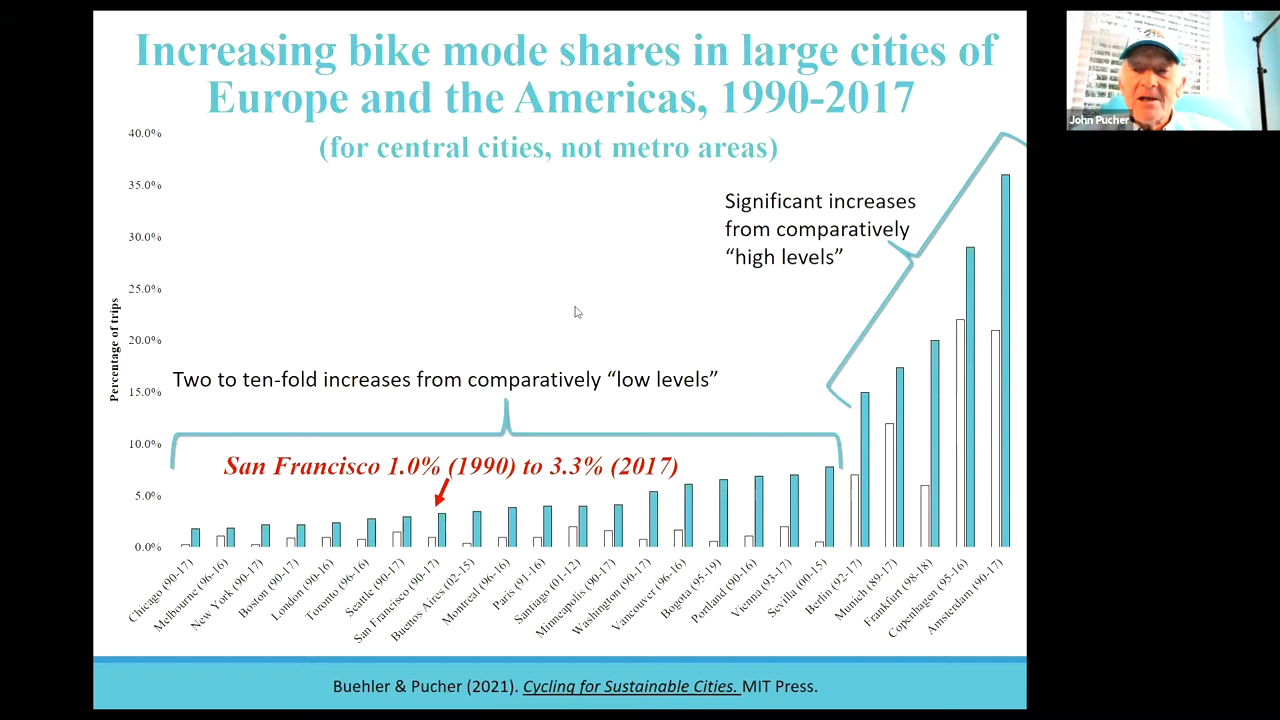 Increasing bike mode shares in large cities of
Europe and the Americas, 1990-2017
(for central cities, not metro areas)
40.0%
35.0%
30.0%
25.0%
20.0%
15.0%
10.0%
5.0%
0.0%
Percentage of trips
Significant increases
from comparatively
“high levels”
Two to ten-fold increases from comparatively “low levels”
San Francisco 1.0% (1990) to 3.3% (2017)
Chicago (90-17)
Melbourne (96-16)
New York (90-17)
Boston (90-17)
London (90-16)
Toronto (96-16)
Seattle (90-17)
San Francisco (90-17)
Buenos Aires (02-15)
Montreal (96-16)
Paris (91-16)
Santiago (01-12)
Minneapolis (90-17)
Washington (90-17)
Vancouver (96-16)
Bogota (95-19)
Portland (90-16)
Vienna (93-17)
Sevilla (00-15)
Berlin (92-17)
Munich (89-17)
Frankfurt (98-18)
Copenhagen (95-16)
Amsterdam (90-17)
Buehler & Pucher (2021). Cycling for Sustainable Cities. MIT Press.
John Pucher